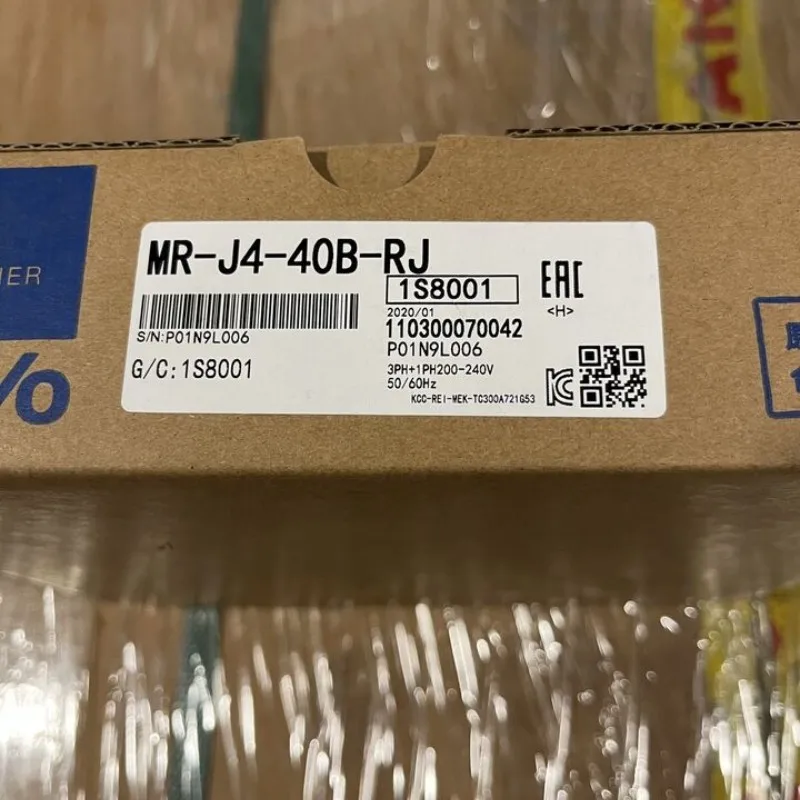 MR-J4-40B-RJ
1S8001
EAC
<H>
2020/01
110300070042
S/N:P01N9L006
P01N9L006
G/C:1S8001
3PH+1PH200-240V
50/60Hz
KCC-REI-MEK-TC300A721G53
%